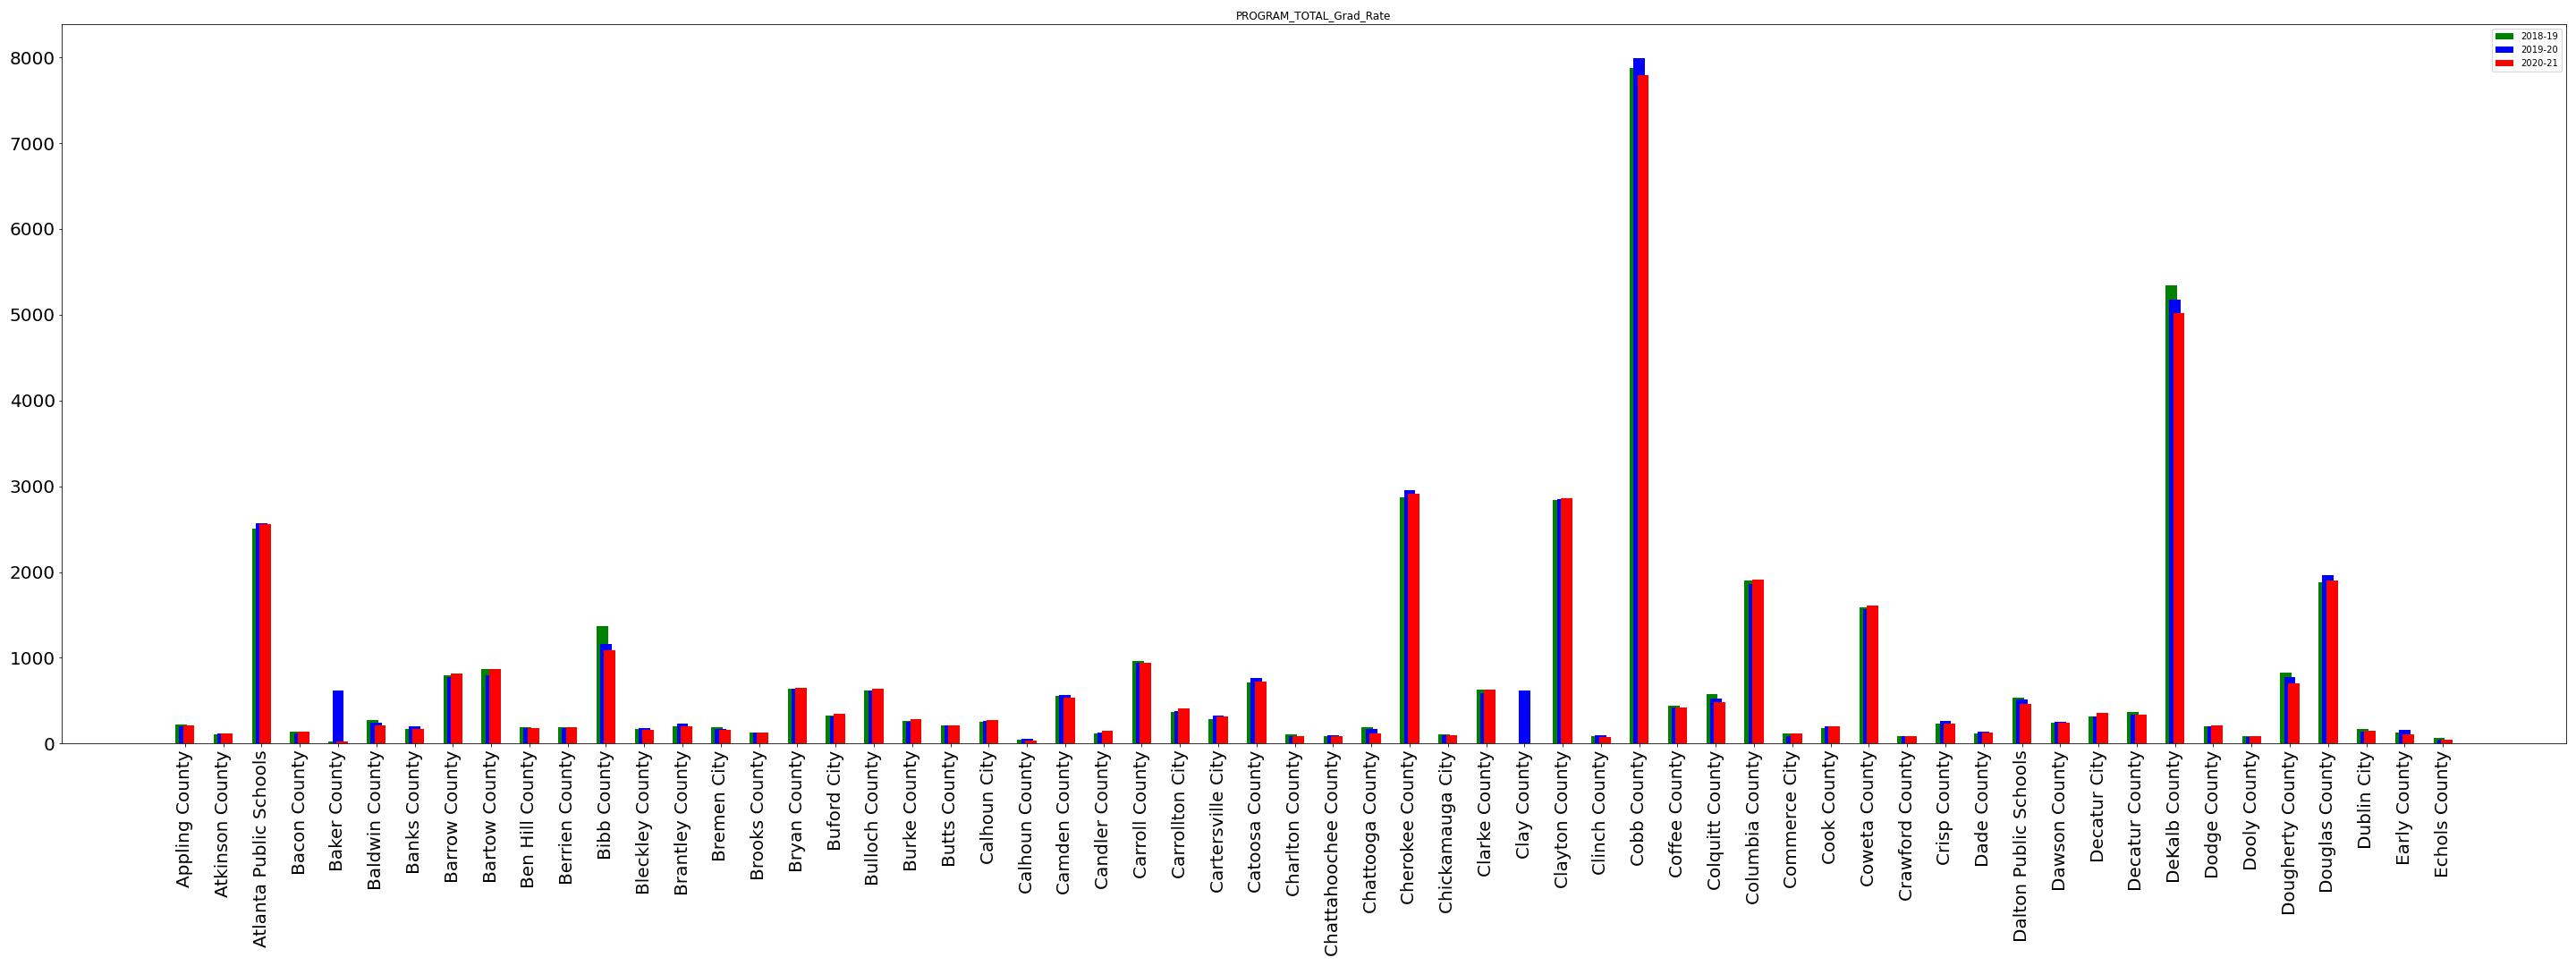 PROGRAM_TOTAL_Grad_Rate
2018-19
2019-20
2020-21
8000
7000
6000
5000
4000
3000
2000
1000
0
Appling County
Atkinson County
Atlanta Public Schools
Bacon County
Baker County
Baldwin County
Banks County
Barrow County
Bartow County
Ben Hill County
Berrien County
Bibb County
Bleckley County
Brantley County
Bremen City
Brooks County
Bryan County
Buford City
Bulloch County
Burke County
Butts County
Calhoun City
Calhoun County
Camden County
Candler County
Carroll County
Carrollton City
Cartersville City
Catoosa County
Charlton County
Chattahoochee County
Chattooga County
Cherokee County
Chickamauga City
Clarke County
Clay County
Clayton County
Clinch County
Cobb County
Coffee County
Colquitt County
Columbia County
Commerce City
Cook County
Coweta County
Crawford County
Crisp County
Dade County
Dalton Public Schools
Dawson County
Decatur City
Decatur County
DeKalb County
Dodge County
Dooly County
Dougherty County
Douglas County
Dublin City
Early County
Echols County